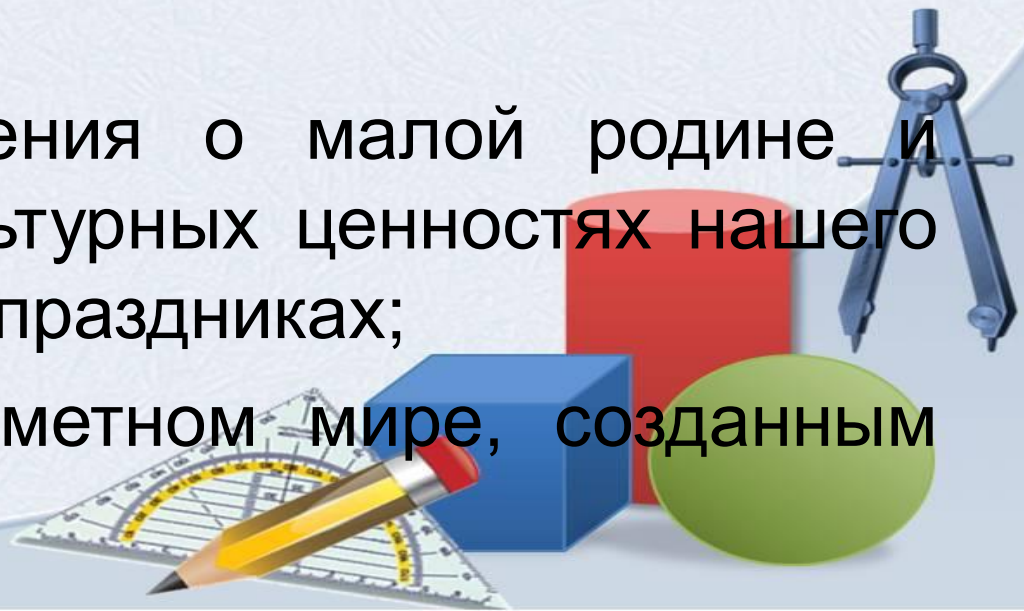 ения о малой родине и
ьтурных ценностях нашего
праздниках;
метном мире, созданным